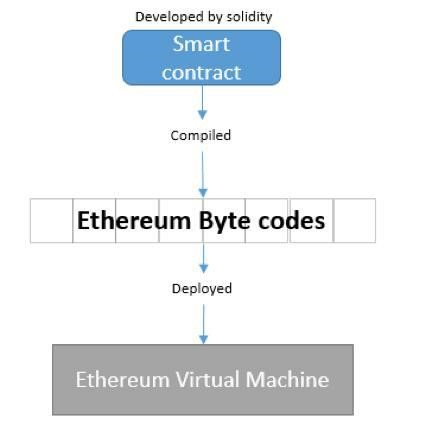 Developed by solidity
Smart
contract
Compiled
Ethereum Byte codes
Deployed
Ethereum Virtual Machine